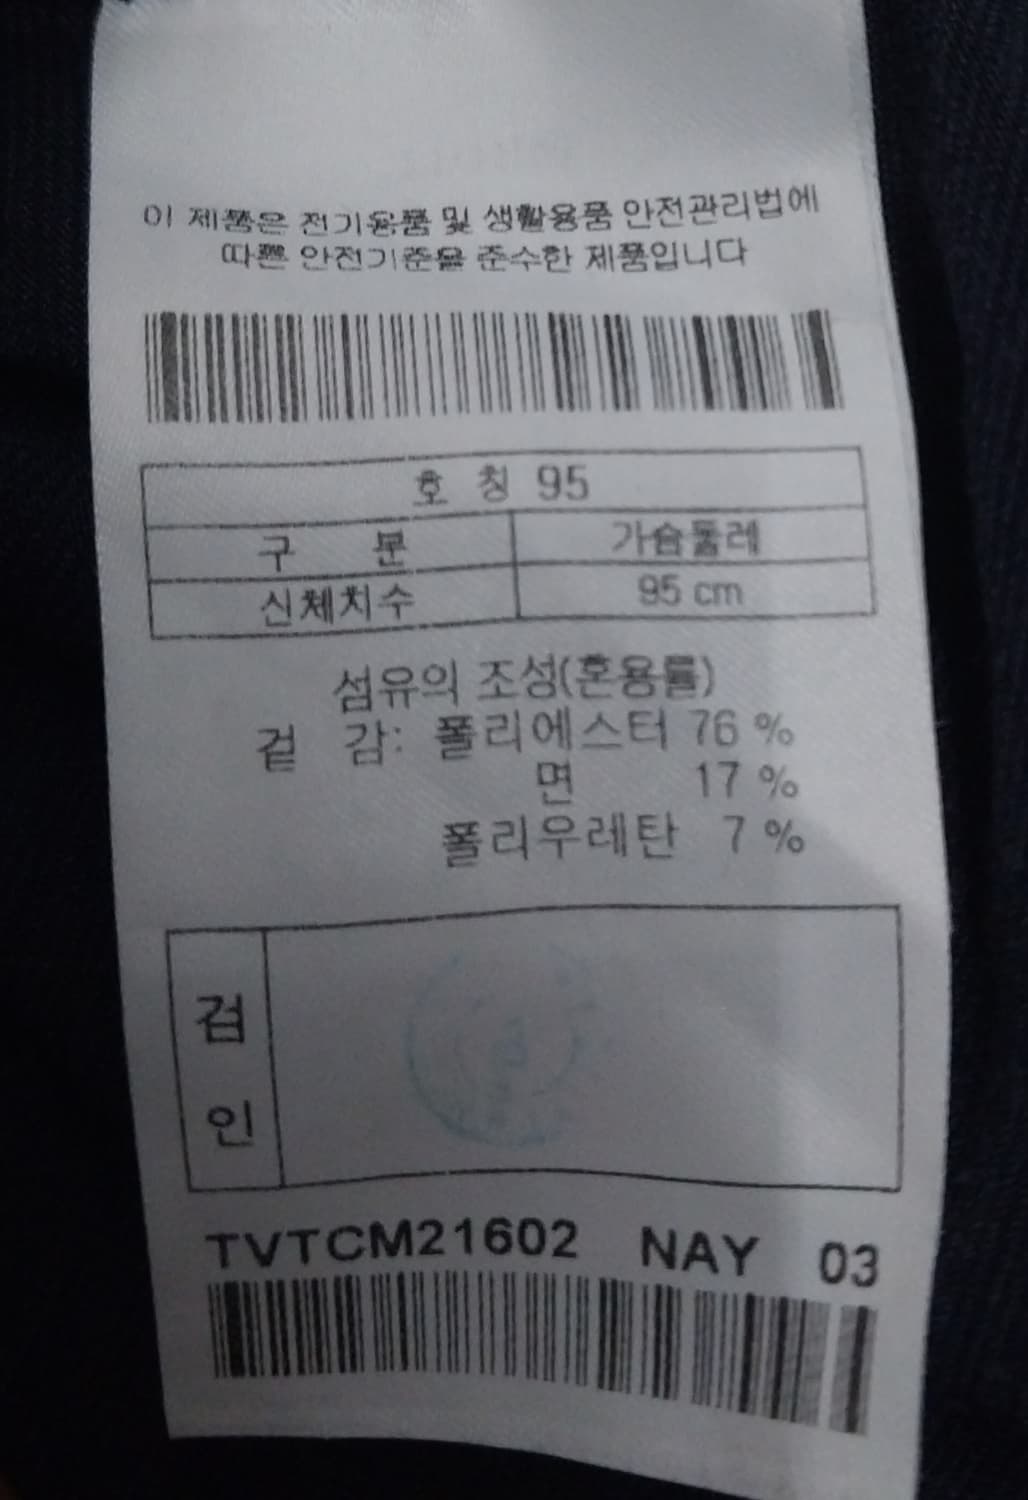 이 제품은 전기용품 및 생활용품 안전관리법에
따른 안전기준을 준수한 제품입니다
호 칭 95
구 분 가슴둘레
신체치수 95 cm
섬유의 조성(혼용률)
겉 감: 폴리에스터 76 %
면 17 %
폴리우레탄 7 %
검
인
TVTCM21602 NAY 03